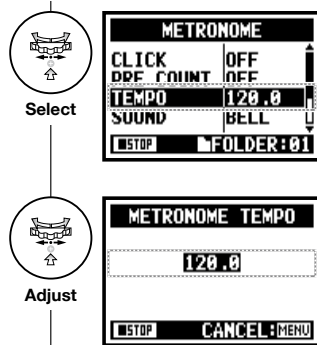 METRONOME
CLICK OFF
PRE COUNT OFF
TEMPO 120.0
SOUND BELL
STOP FOLDER:01
Select
METRONOME TEMPO
120.0
STOP CANCEL:MENU
Adjust